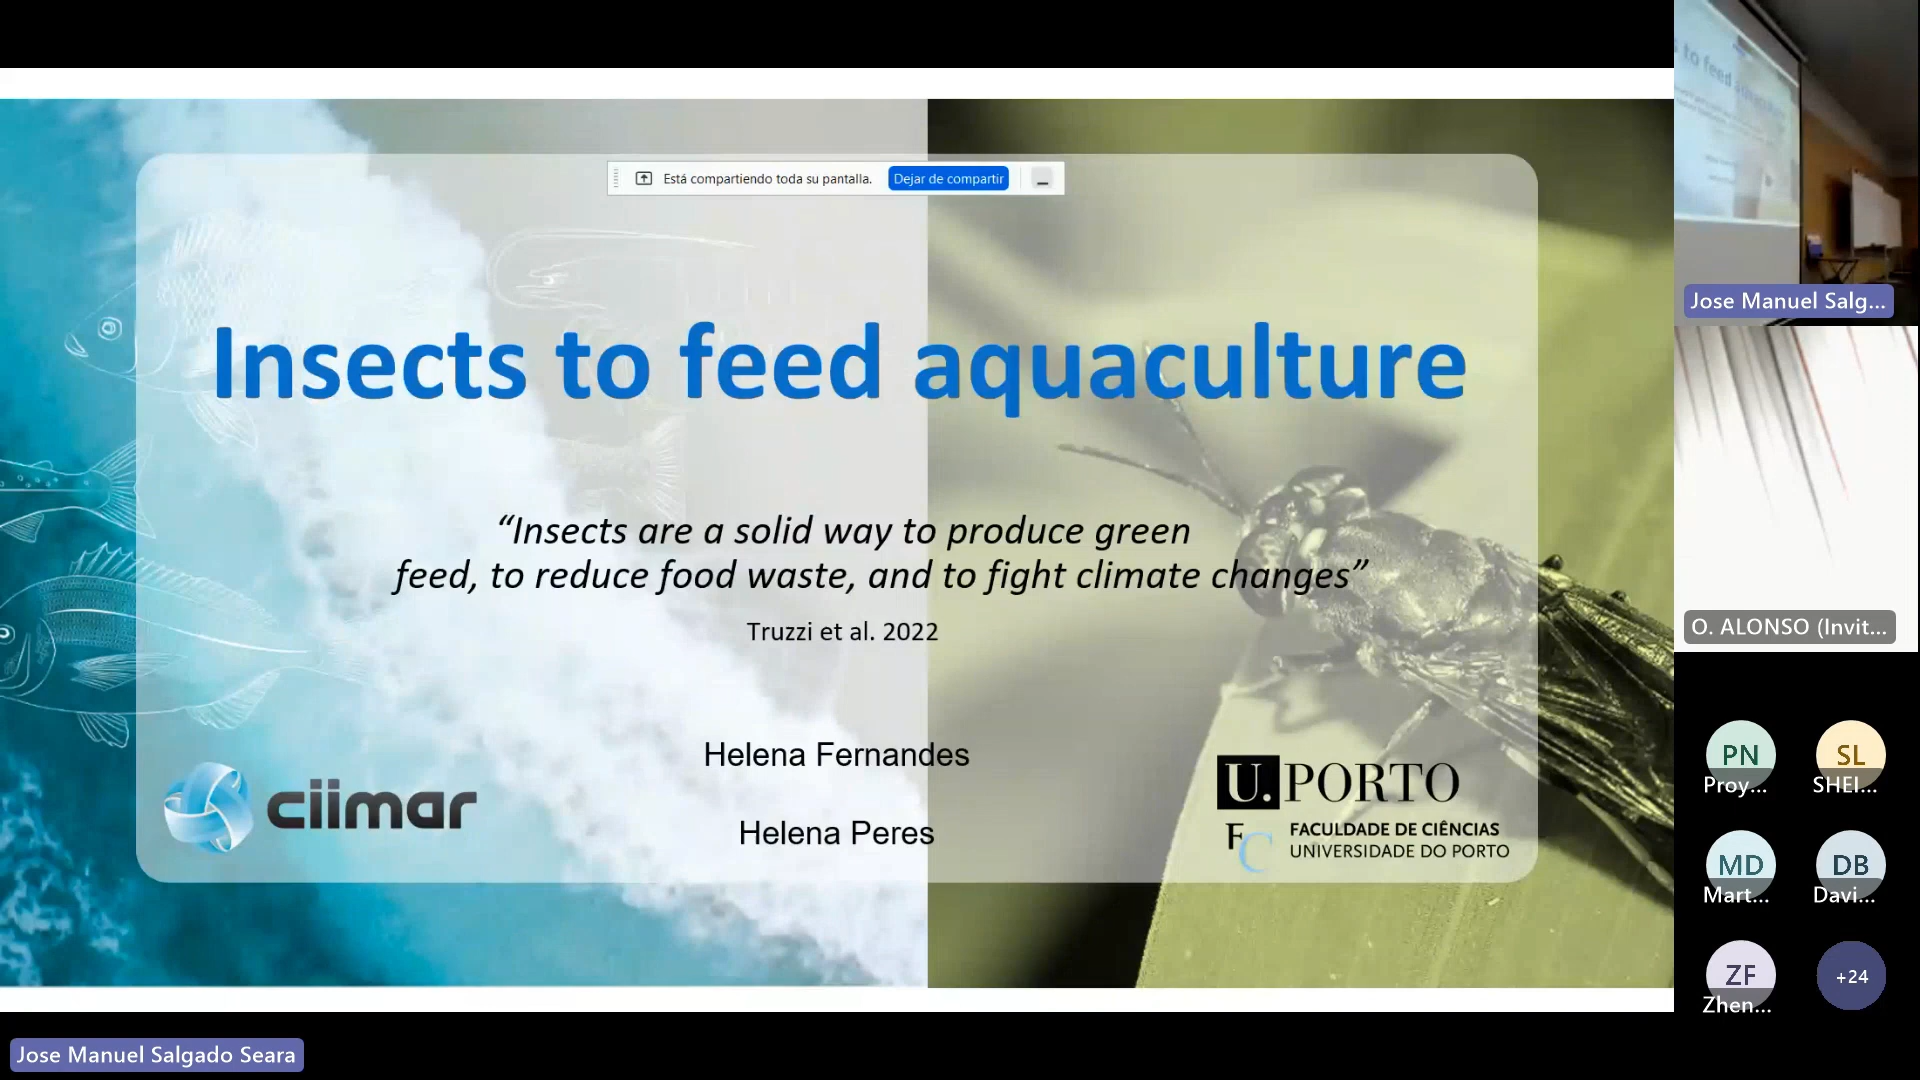 Está compartiendo toda su pantalla. Dejar de compartir
Insects to feed aquaculture
“Insects are a solid way to produce green
feed, to reduce food waste, and to fight climate changes”
Truzzi et al. 2022
Helena Fernandes
Helena Peres
ciimar
U.PORTO
FC FACULDADE DE CIÊNCIAS
UNIVERSIDADE DO PORTO
Jose Manuel Salgado Seara
to feed
Jose Manuel Salg...
O. ALONSO (Invit...
PN
Proy...
SL
SHEI...
MD
Mart...
DB
Davi...
ZF
Zhen...
+24